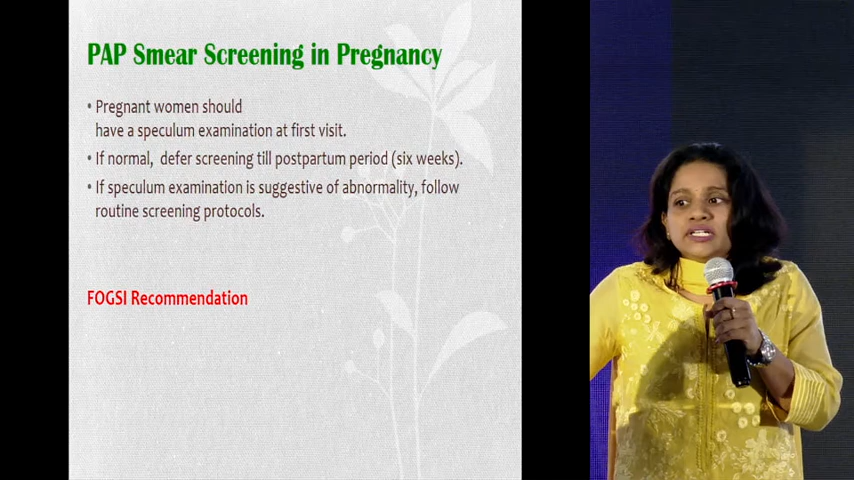 PAP Smear Screening in Pregnancy
• Pregnant women should
have a speculum examination at first visit.
• If normal, defer screening till postpartum period (six weeks).
• If speculum examination is suggestive of abnormality, follow
routine screening protocols.
FOGSI Recommendation